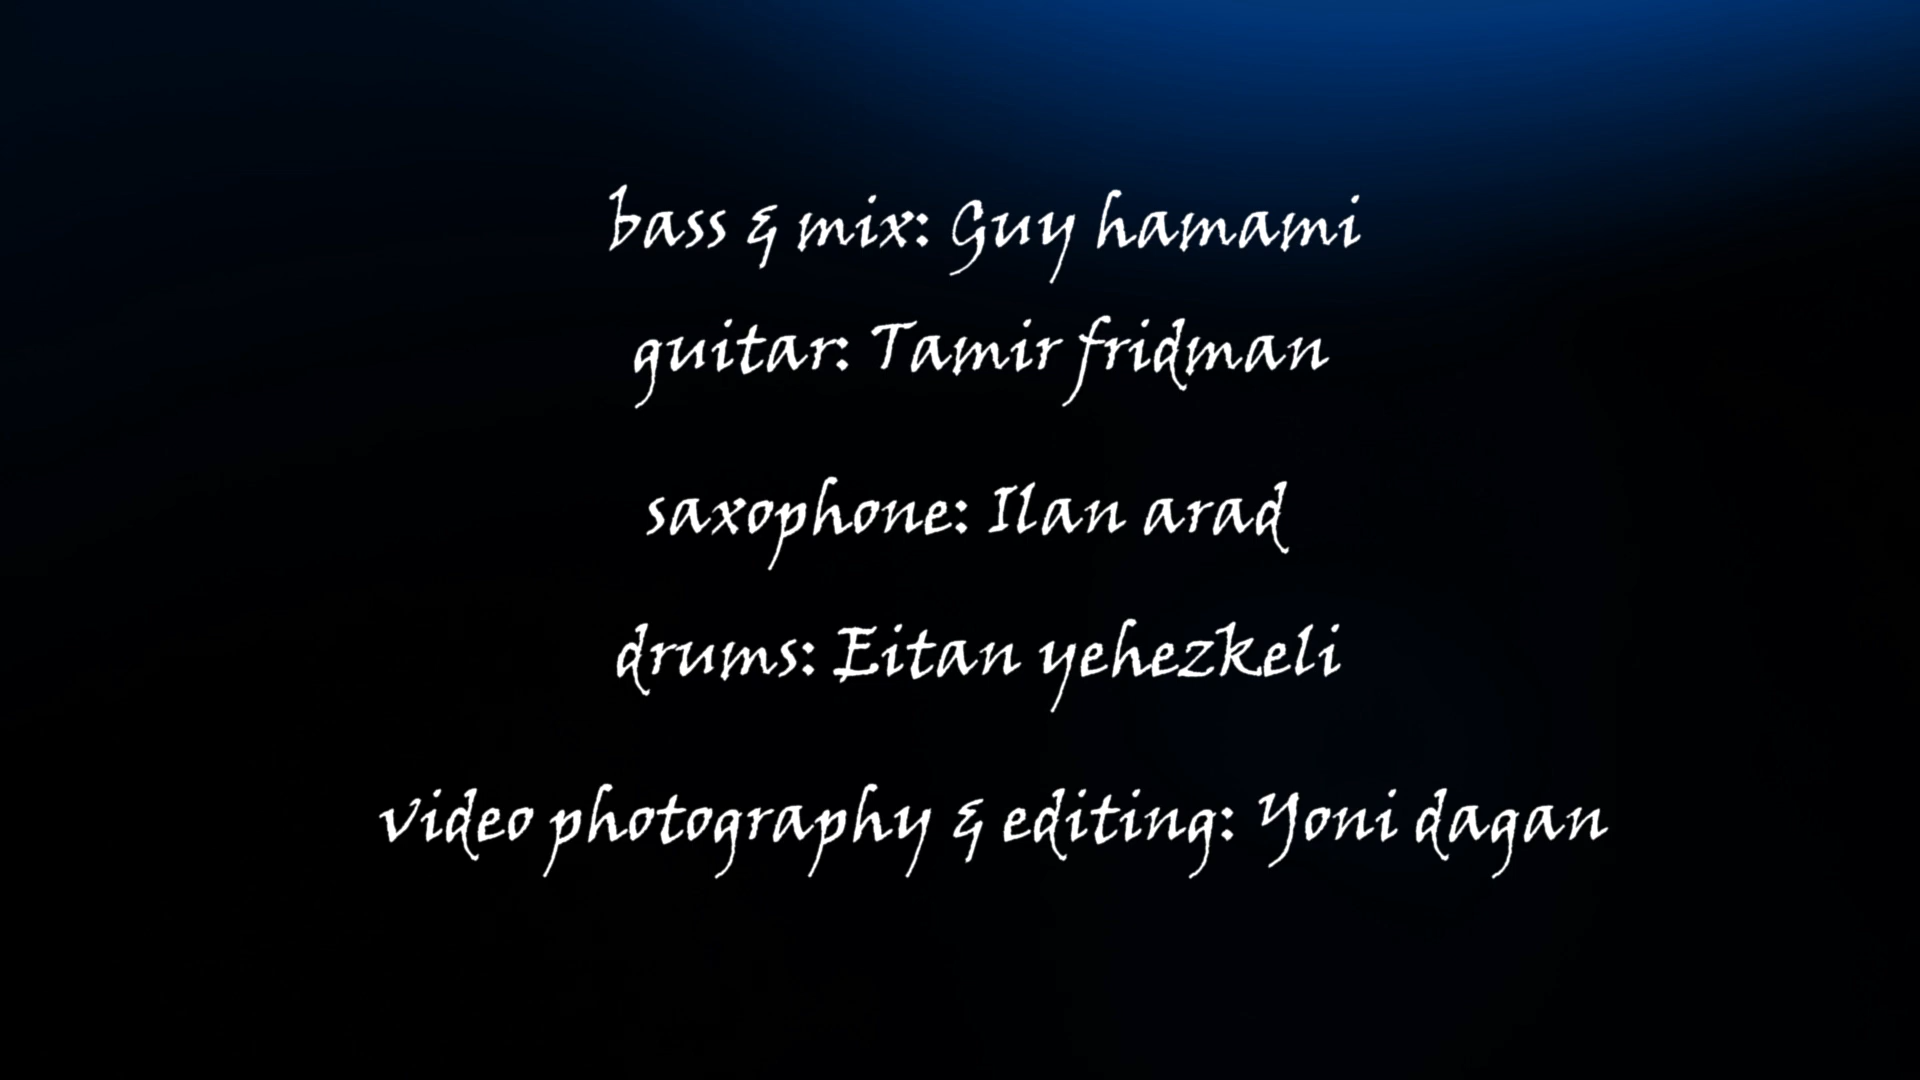 bass & mix: Guy hamami
guitar: Tamir fridman
saxophone: Ilan arad
drums: Eitan yehezkeli
video photography & editing: Yoni dagan